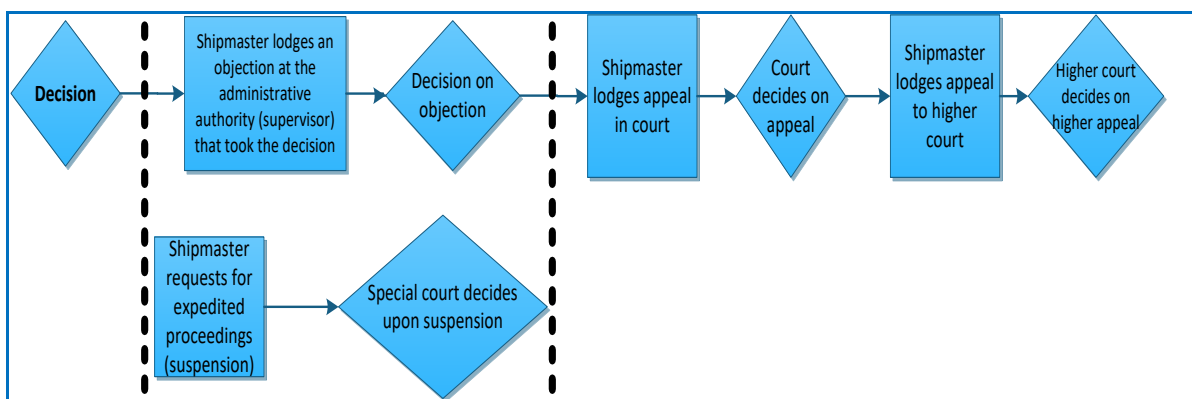 Decision
Shipmaster lodges an
objection at the
administrative
authority (supervisor)
that took the decision
Decision on
objection
Shipmaster
lodges appeal
in court
Court
decides on
appeal
Shipmaster
lodges appeal
to higher
court
Higher court
decides on
higher appeal
Shipmaster
requests for
expedited
proceedings
(suspension)
Special court decides
upon suspension